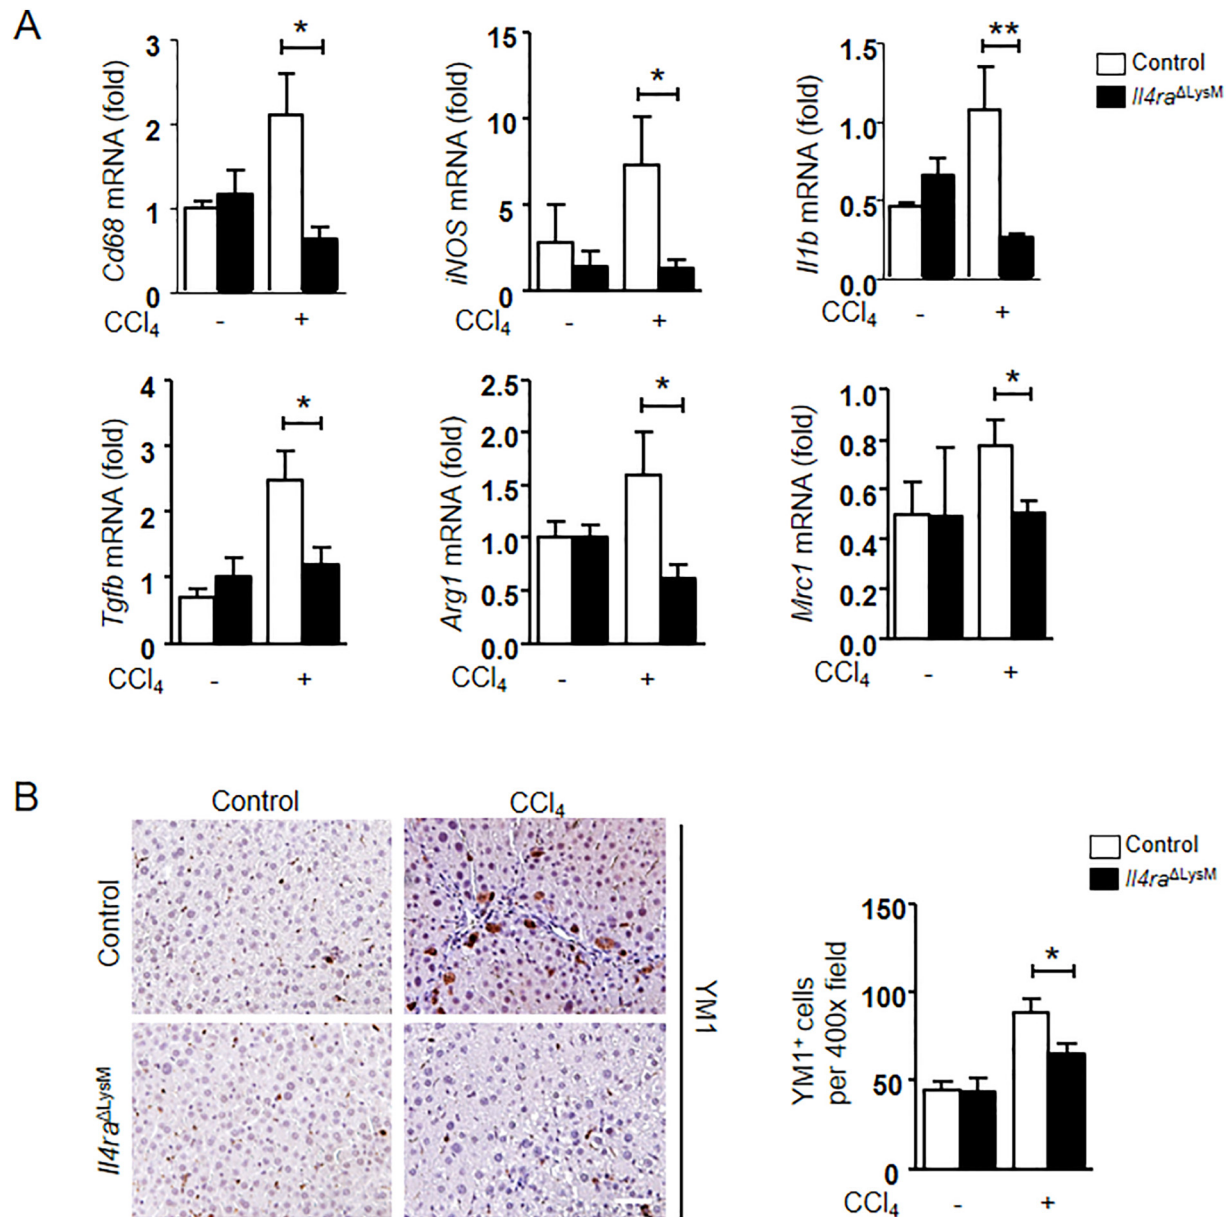 A
Cd68 mRNA (fold)
3
2
1
0
*
CCl4
-
+
iNOS mRNA (fold)
15
10
5
0
*
CCl4
-
+
Il1b mRNA (fold)
1.5
1.0
0.5
0.0
**
CCl4
-
+
Control
Il4raΔLysM
Tgfb mRNA (fold)
4
3
2
1
0
*
CCl4
-
+
Arg1 mRNA (fold)
2.5
2.0
1.5
1.0
0.5
0.0
*
CCl4
-
+
Mrc1 mRNA (fold)
1.0
0.8
0.6
0.4
0.2
0.0
*
CCl4
-
+
B
Control
CCl4
Control
Il4raΔLysM
YM1
Control
Il4raΔLysM
YM1+ cells
per 400x field
150
100
50
0
*
CCl4
-
+